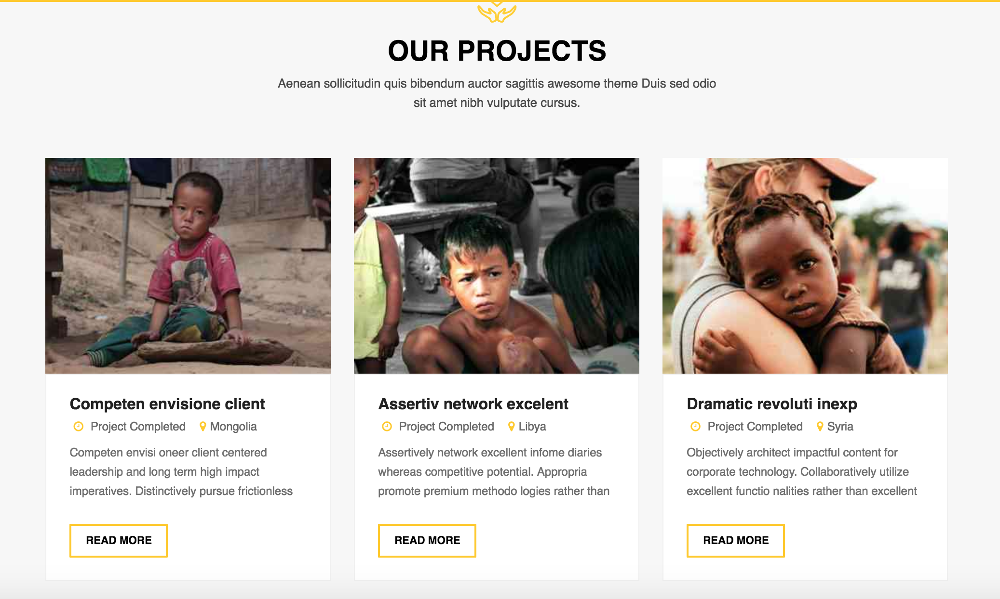 OUR PROJECTS
Aenean sollicitudin quis bibendum auctor sagittis awesome theme Duis sed odio
sit amet nibh vulputate cursus.
Competen envisione client
Project Completed Mongolia
Competen envisi oneer client centered
leadership and long term high impact
imperatives. Distinctively pursue frictionless
READ MORE
Assertiv network excelent
Project Completed Libya
Assertively network excellent infome diaries
whereas competitive potential. Appropria
promote premium methodo logies rather than
READ MORE
Dramatic revoluti inexp
Project Completed Syria
Objectively architect impactful content for
corporate technology. Collaboratively utilize
excellent functio nalities rather than excellent
READ MORE